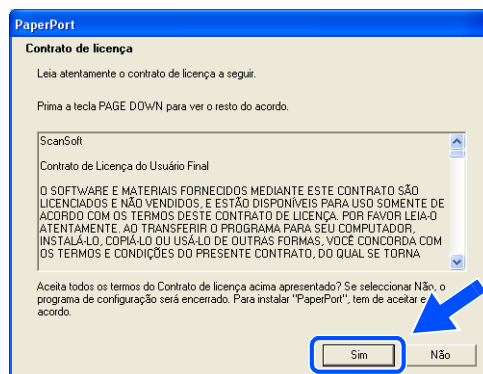 PaperPort
Contrato de licença
Leia atentamente o contrato de licença a seguir.
Prima a tecla PAGE DOWN para ver o resto do acordo.
ScanSoft
Contrato de Licença do Usuário Final
O SOFTWARE E MATERIAIS FORNECIDOS MEDIANTE ESTE CONTRATO SÃO
LICENCIADOS E NÃO VENDIDOS, E ESTÃO DISPONÍVEIS PARA USO SOMENTE DE
ACORDO COM OS TERMOS DESTE CONTRATO DE LICENÇA. POR FAVOR LEIA-O
ATENTAMENTE. AO TRANSFERIR O PROGRAMA PARA SEU COMPUTADOR,
INSTALÁ-LO, COPIÁ-LO OU USÁ-LO DE OUTRAS FORMAS, VOCÊ CONCORDA COM
OS TERMOS E CONDIÇÕES DO PRESENTE CONTRATO, DO QUAL SE TORNA
Aceita todos os termos do Contrato de licença acima apresentado? Se seleccionar Não, o
programa de configuração será encerrado. Para instalar "PaperPort", tem de aceitar
acordo.
Sim
Não